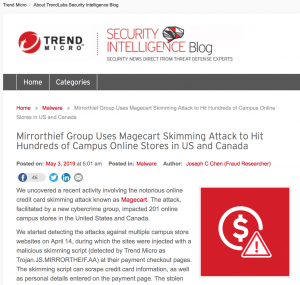 Trend Micro About TrendLabs Security Intelligence Blog
TREND MICRO
SECURITY
INTELLIGENCE Blog
SECURITY NEWS DIRECT FROM THREAT DEFENSE EXPERTS
Home Categories
Home » Malware » Mirrorthief Group Uses Magecart Skimming Attack to Hit Hundreds of Campus Online
Stores in US and Canada
Mirrorthief Group Uses Magecart Skimming Attack to Hit
Hundreds of Campus Online Stores in US and Canada
Posted on: May 3, 2019 at 5:01 am Posted in: Malware Author: Joseph C Chen (Fraud Researcher)
We uncovered a recent activity involving the notorious online
credit card skimming attack known as Magecart. The attack,
facilitated by a new cybercrime group, impacted 201 online
campus stores in the United States and Canada.
We started detecting the attacks against multiple campus store
websites on April 14, during which the sites were injected with a
malicious skimming script (detected by Trend Micro as
Trojan.JS.MIRRORTHEIF.AA) at their payment checkout pages.
The skimming script can scrape credit card information, as well
as personal details entered on the payment page. The stolen